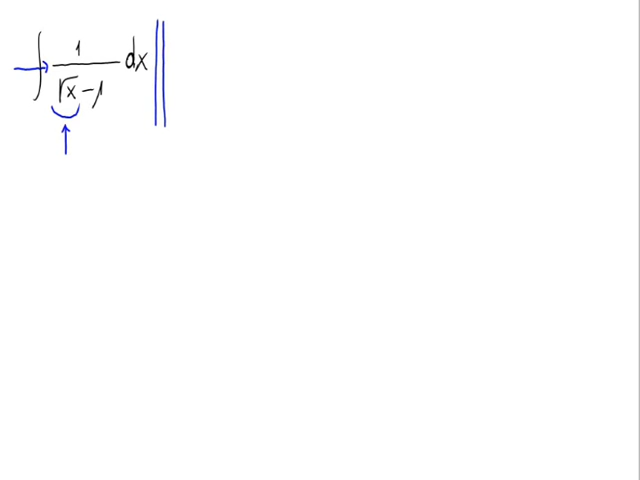 ∫ 1/(√x − 1) dx